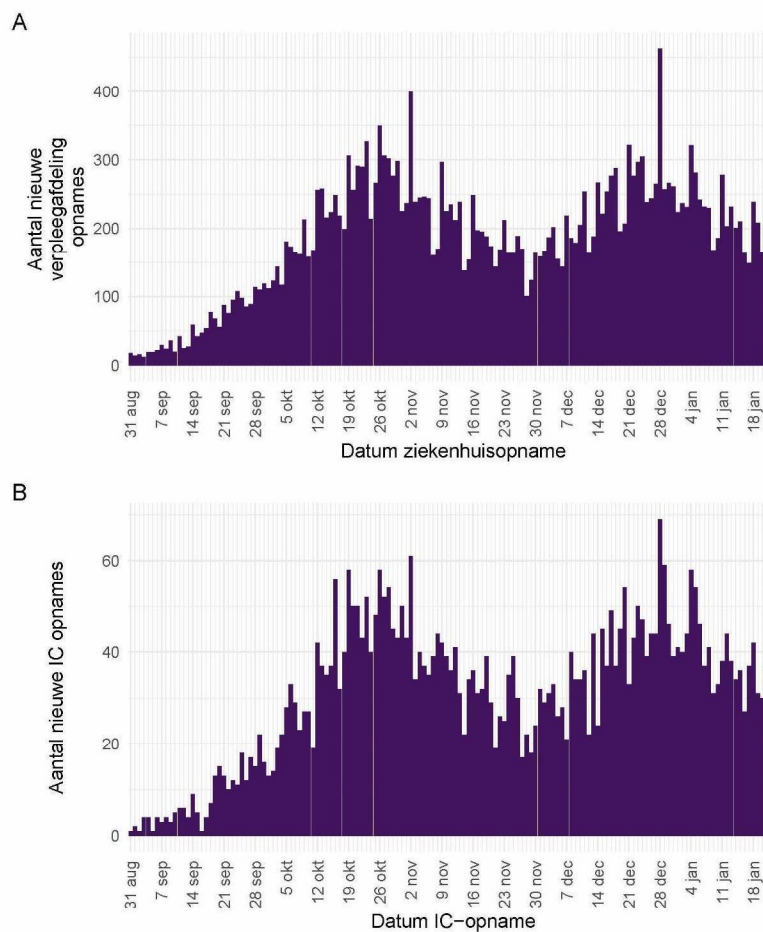 A
Aantal nieuwe
verpleegafdeling
opnames
400
300
200
100
0
31 aug
7 sep
14 sep
21 sep
28 sep
5 okt
12 okt
19 okt
26 okt
2 nov
9 nov
16 nov
23 nov
30 nov
7 dec
14 dec
21 dec
28 dec
4 jan
11 jan
18 jan
Datum ziekenhuisopname
B
Aantal nieuwe IC opnames
60
40
20
0
31 aug
7 sep
14 sep
21 sep
28 sep
5 okt
12 okt
19 okt
26 okt
2 nov
9 nov
16 nov
23 nov
30 nov
7 dec
14 dec
21 dec
28 dec
4 jan
11 jan
18 jan
Datum IC−opname